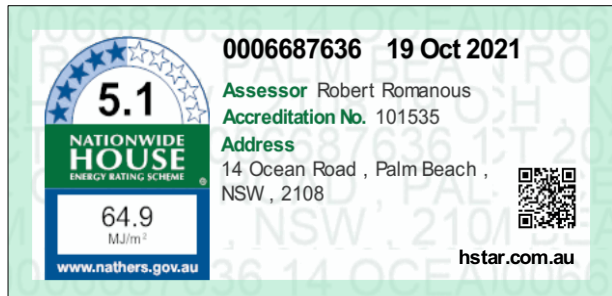 0006687636 19 Oct 2021
5.1
Assessor Robert Romanous
Accreditation No. 101535
NATIONWIDE
HOUSE
ENERGY RATING SCHEME ®
Address
14 Ocean Road , Palm Beach ,
NSW , 2108
64.9
MJ/m²
www.nathers.gov.au
hstar.com.au